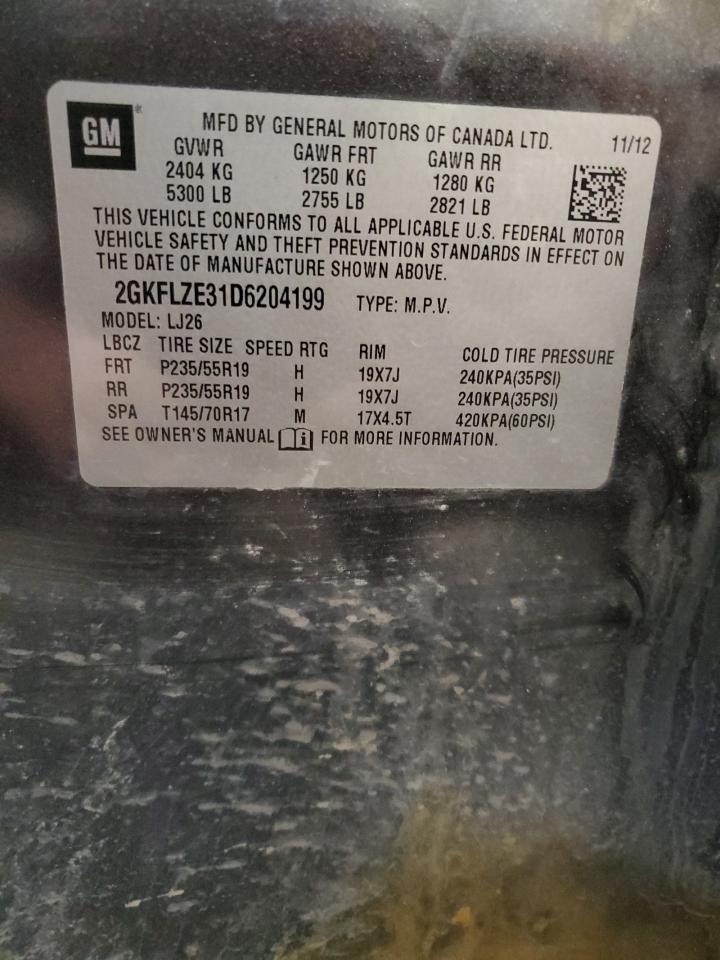 GM
MFD BY GENERAL MOTORS OF CANADA LTD. 11/12
GVWR GAWR FRT GAWR RR
2404 KG 1250 KG 1280 KG
5300 LB 2755 LB 2821 LB
THIS VEHICLE CONFORMS TO ALL APPLICABLE U.S. FEDERAL MOTOR
VEHICLE SAFETY AND THEFT PREVENTION STANDARDS IN EFFECT ON
THE DATE OF MANUFACTURE SHOWN ABOVE.
2GKFLZE31D6204199 TYPE: M.P.V.
MODEL: LJ26
LBCZ TIRE SIZE SPEED RTG RIM COLD TIRE PRESSURE
FRT P235/55R19 H 19X7J 240KPA(35PSI)
RR P235/55R19 H 19X7J 240KPA(35PSI)
SPA T145/70R17 M 17X4.5T 420KPA(60PSI)
SEE OWNER'S MANUAL FOR MORE INFORMATION.